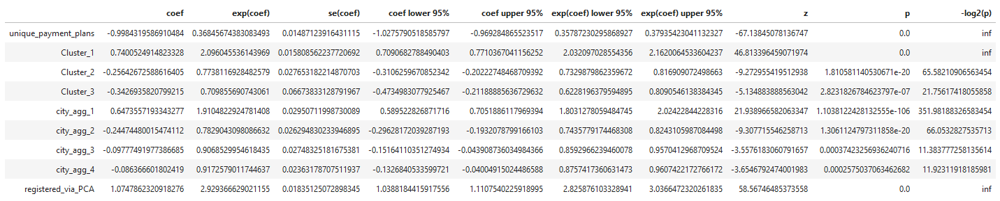 coef exp(coef) se(coef) coef lower 95% coef upper 95% exp(coef) lower 95% exp(coef) upper 95% z p -log2(p)
unique_payment_plans -0.9984319586910484 0.36845674383083493 0.01487123916431115 -1.0275790518585797 -0.969284865523517 0.35787230295868927 0.37935423041132327 -67.13845078136747 0.0 inf
Cluster_1 0.7400524914823328 2.096045536143969 0.015808562237720692 0.7090682788490403 0.7710367041156252 2.032097028554356 2.1620064533604237 46.813396459071974 0.0 inf
Cluster_2 -0.25642672588616405 0.7738116928482579 0.027653182214870703 -0.3106259670852342 -0.20222748468709392 0.7329879862359672 0.816909072498663 -9.272955419512938 1.810581140530671e-20 65.58210906563454
Cluster_3 -0.3426935820799215 0.709855690743061 0.06673833128791967 -0.4734983077925467 -0.21188885636729632 0.6228196379594895 0.8090546138384345 -5.134883888563042 2.8231826784623797e-07 21.75617418055858
city_agg_1 0.6473557193343277 1.9104822924781408 0.02950711998730089 0.589522826871716 0.7051886117969394 1.8031278059484745 2.02422844228316 21.938966582063347 1.1038122428132555e-106 351.98188326583454
city_agg_2 -0.24474480015474112 0.7829043098086632 0.026294830233946895 -0.29628172039287193 -0.1932078799166103 0.7435779174468308 0.8243105987084498 -9.307715546258713 1.3061124797311858e-20 66.0532827535713
city_agg_3 -0.09777491977386685 0.9068529954618435 0.02748325181675381 -0.15164110351274934 -0.043908736034984366 0.8592966239460078 0.9570412968709524 -3.5576183060791657 0.00037423256936240716 11.383777258135614
city_agg_4 -0.086366601802419 0.9172579011744637 0.02363178707511937 -0.1326840533599721 -0.04004915024486588 0.8757417360631473 0.9607422172766172 -3.6546792474001983 0.0002575037063462682 11.92311918185981
registered_via_PCA 1.0747862320918276 2.929366629021155 0.01835125072898345 1.0388184415917556 1.1107540225918995 2.825876103328941 3.0366472320261835 58.56746485373558 0.0 inf